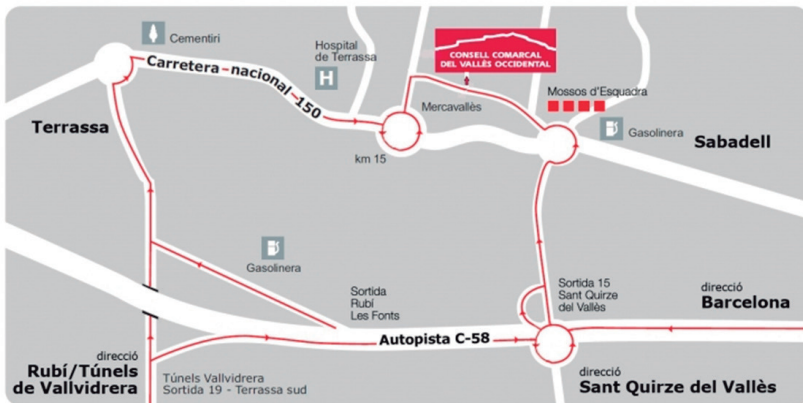 Cementiri
Carretera nacional 150
Hospital
de Terrassa
H
CONSELL COMARCAL
DEL VALLÈS OCCIDENTAL
Mercavallès
Mossos d'Esquadra
Gasolinera
Terrassa
Sabadell
km 15
Gasolinera
Sortida
Rubí
Les Fonts
Sortida 15
Sant Quirze
del Vallès
direcció
Barcelona
Autopista C-58
direcció
Rubí/Túnels
de Vallvidrera
Túnels Vallvidrera
Sortida 19 - Terrassa sud
direcció
Sant Quirze del Vallès